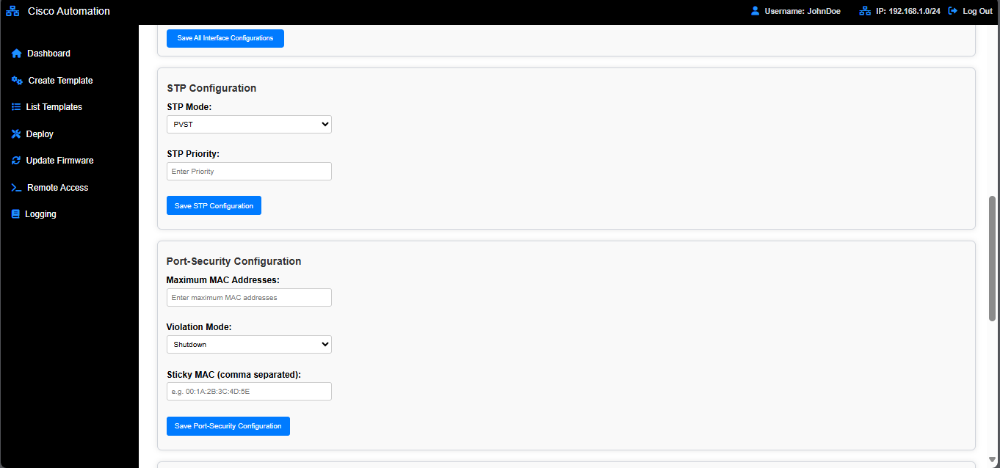 Cisco Automation
Username: JohnDoe
IP: 192.168.1.0/24
Log Out
Dashboard
Create Template
List Templates
Deploy
Update Firmware
Remote Access
Logging
Save All Interface Configurations
STP Configuration
STP Mode:
PVST
STP Priority:
Enter Priority
Save STP Configuration
Port-Security Configuration
Maximum MAC Addresses:
Enter maximum MAC addresses
Violation Mode:
Shutdown
Sticky MAC (comma separated):
e.g. 00:1A:2B:3C:4D:5E
Save Port-Security Configuration